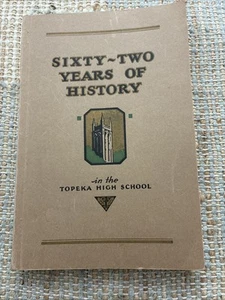 SIXTY~TWO
YEARS OF
HISTORY
in the
TOPEKA HIGH SCHOOL